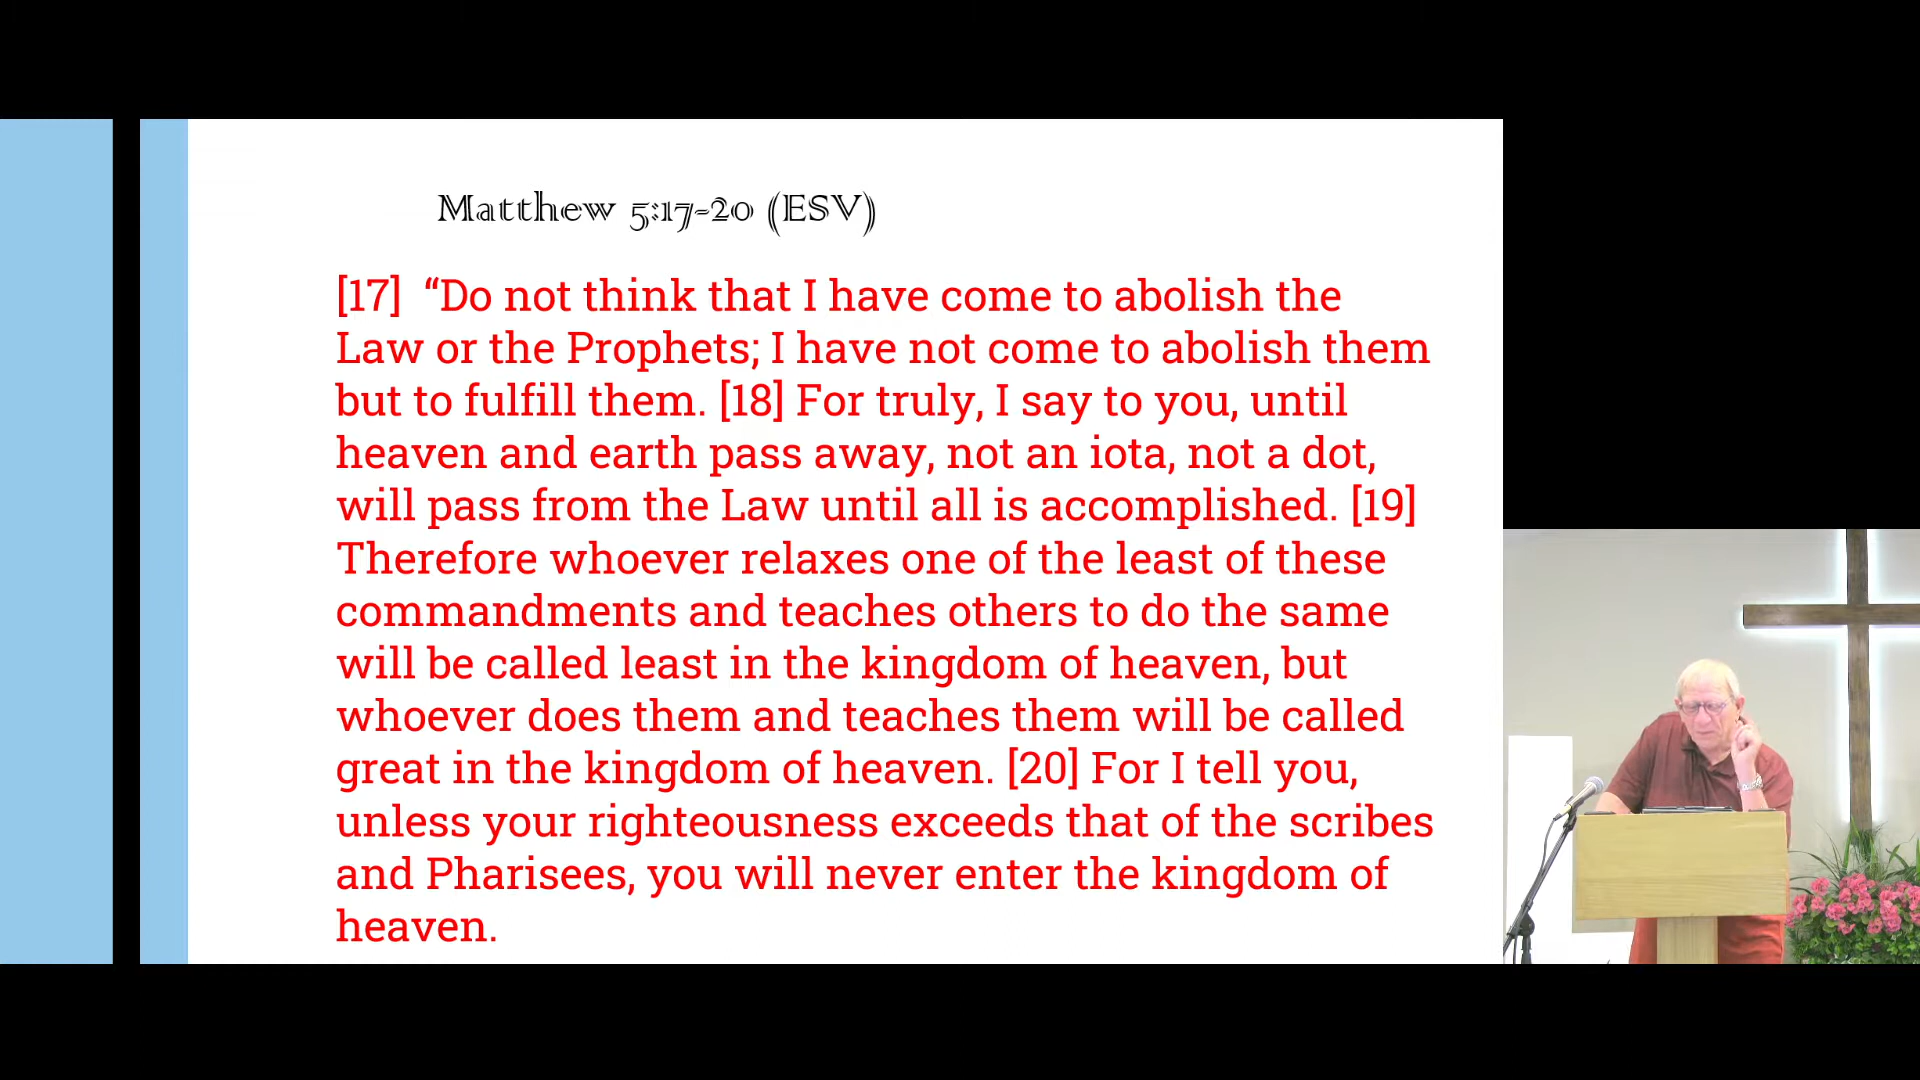 Matthew 5:17-20 (ESV)
[17] “Do not think that I have come to abolish the
Law or the Prophets; I have not come to abolish them
but to fulfill them. [18] For truly, I say to you, until
heaven and earth pass away, not an iota, not a dot,
will pass from the Law until all is accomplished. [19]
Therefore whoever relaxes one of the least of these
commandments and teaches others to do the same
will be called least in the kingdom of heaven, but
whoever does them and teaches them will be called
great in the kingdom of heaven. [20] For I tell you,
unless your righteousness exceeds that of the scribes
and Pharisees, you will never enter the kingdom of
heaven.